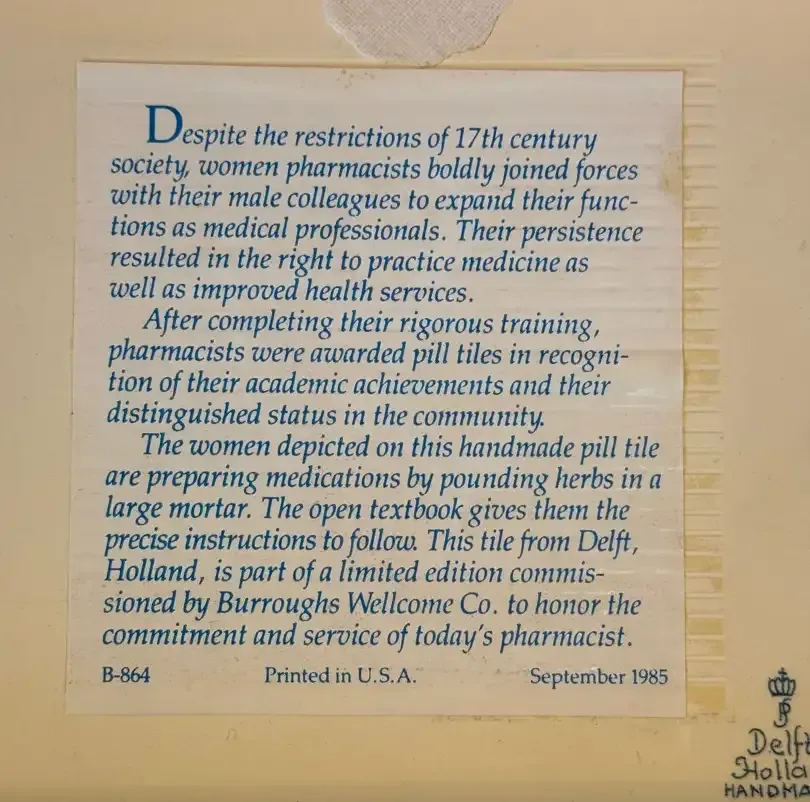 Despite the restrictions of 17th century
society, women pharmacists boldly joined forces
with their male colleagues to expand their func-
tions as medical professionals. Their persistence
resulted in the right to practice medicine as
well as improved health services.
After completing their rigorous training,
pharmacists were awarded pill tiles in recogni-
tion of their academic achievements and their
distinguished status in the community.
The women depicted on this handmade pill tile
are preparing medications by pounding herbs in a
large mortar. The open textbook gives them the
precise instructions to follow. This tile from Delft,
Holland, is part of a limited edition commis-
sioned by Burroughs Wellcome Co. to honor the
commitment and service of today's pharmacist.
B-864 Printed in U.S.A. September 1985
Delft
Holla
HANDMA